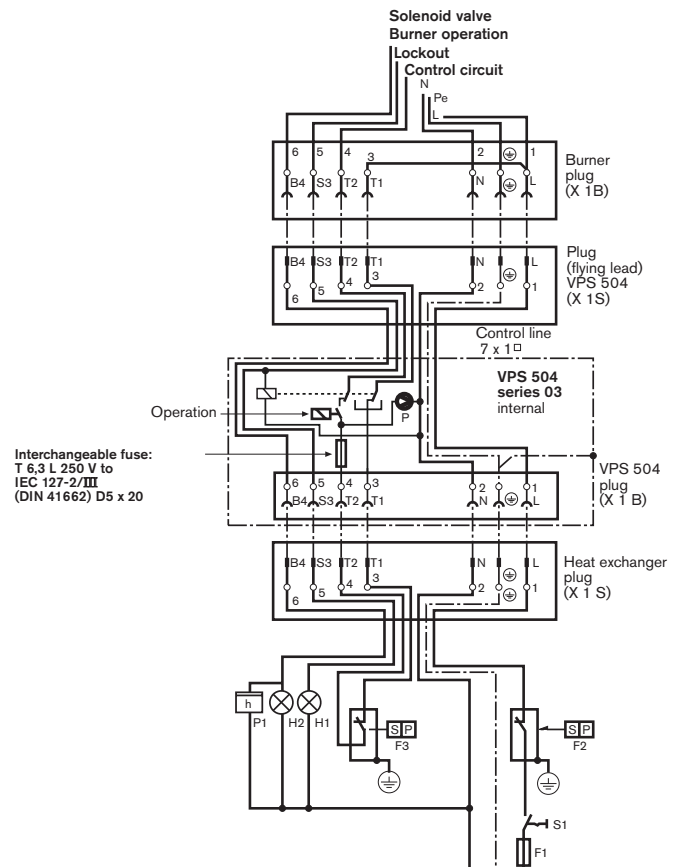 Solenoid valve
Burner operation
Lockout
Control circuit
N
Pe
L
6 5 4 3 2 1
B4 S3 T2 T1 N L
Burner
plug
(X 1B)
B4 S3 T2 T1 N L
6 5 4 3 2 1
Plug
(flying lead)
VPS 504
(X 1S)
Control line
7 x 1
VPS 504
series 03
internal
Operation
P
Interchangeable fuse:
T 6,3 L 250 V to
IEC 127-2/III
(DIN 41662) D5 x 20
6 5 4 3 2 1
B4 S3 T2 T1 N L
VPS 504
plug
(X 1 B)
B4 S3 T2 T1 N L
6 5 4 3 2 1
Heat exchanger
plug
(X 1 S)
h
P1
H2
H1
S P
F3
S P
F2
S1
F1